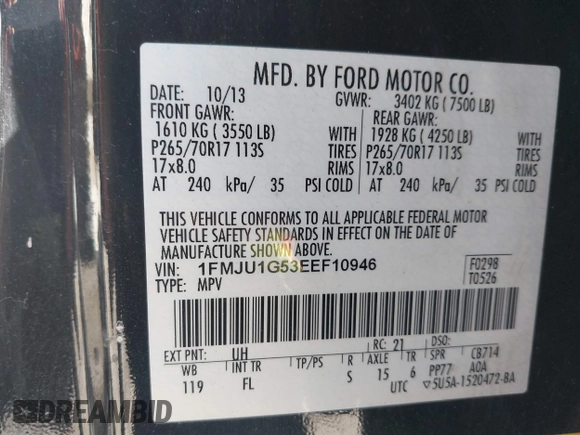 MFD. BY FORD MOTOR CO.
DATE: 10/13 GVWR: 3402 KG (7500 LB)
FRONT GAWR: REAR GAWR:
1610 KG (3550 LB) WITH 1928 KG (4250 LB) WITH
P265/70R17 113S TIRES P265/70R17 113S TIRES
17x8.0 RIMS 17x8.0 RIMS
AT 240 kPa/ 35 PSI COLD AT 240 kPa/ 35 PSI COLD
THIS VEHICLE CONFORMS TO ALL APPLICABLE FEDERAL MOTOR
VEHICLE SAFETY STANDARDS IN EFFECT ON THE DATE OF
MANUFACTURE SHOWN ABOVE.
VIN: 1FMJU1G53EEF10946 F0298
TYPE: MPV T0526
EXT PNT: UH RC: 21 DSO:
WB INT TR TP/PS R AXLE TR SPR CB714
119 FL S 15 6 PP77 A0A
UTC ▽5U5A-1520472-BA
DREAMBID